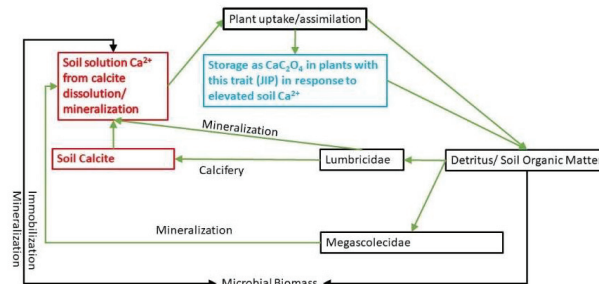 Plant uptake/assimilation
Soil solution Ca²⁺
from calcite
dissolution/
mineralization
Storage as CaC₂O₄ in plants with
this trait (JIP) in response to
elevated soil Ca²⁺
Mineralization
Soil Calcite
Calcifery
Lumbricidae
Detritus/ Soil Organic Matter
Immobilization
Mineralization
Mineralization
Megascolecidae
Microbial Biomass